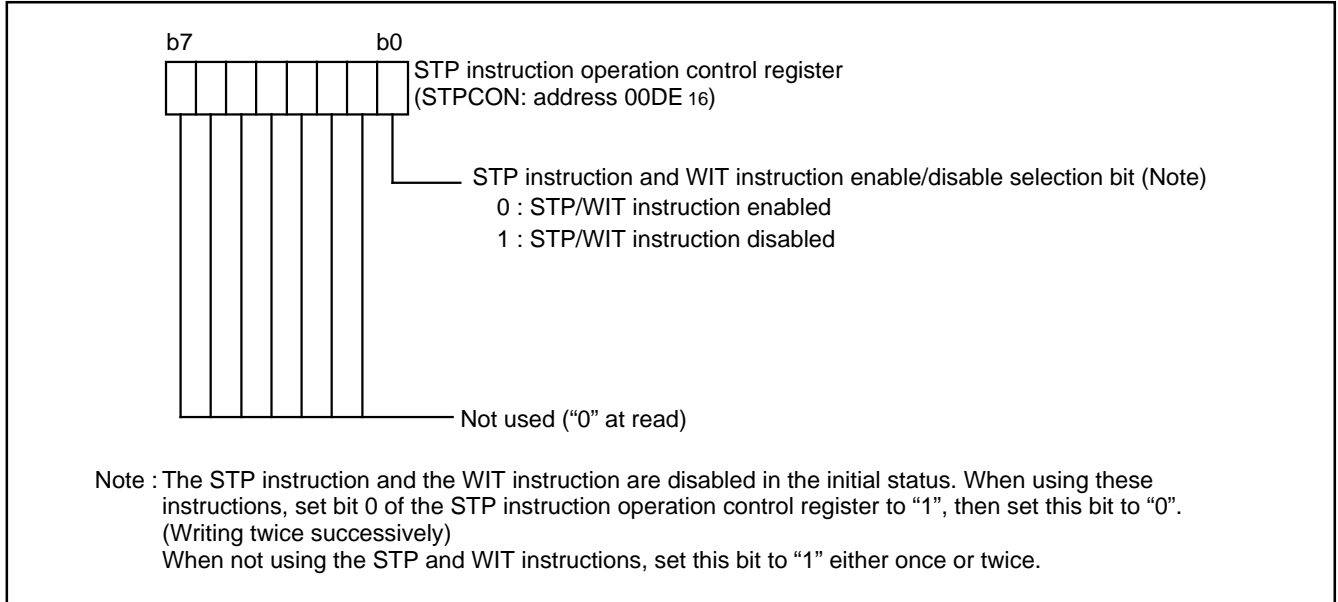 b7 b0
STP instruction operation control register
(STPCON: address 00DE 16)
STP instruction and WIT instruction enable/disable selection bit (Note)
0 : STP/WIT instruction enabled
1 : STP/WIT instruction disabled
Not used (“0” at read)
Note : The STP instruction and the WIT instruction are disabled in the initial status. When using these
instructions, set bit 0 of the STP instruction operation control register to “1”, then set this bit to “0”.
(Writing twice successively)
When not using the STP and WIT instructions, set this bit to “1” either once or twice.